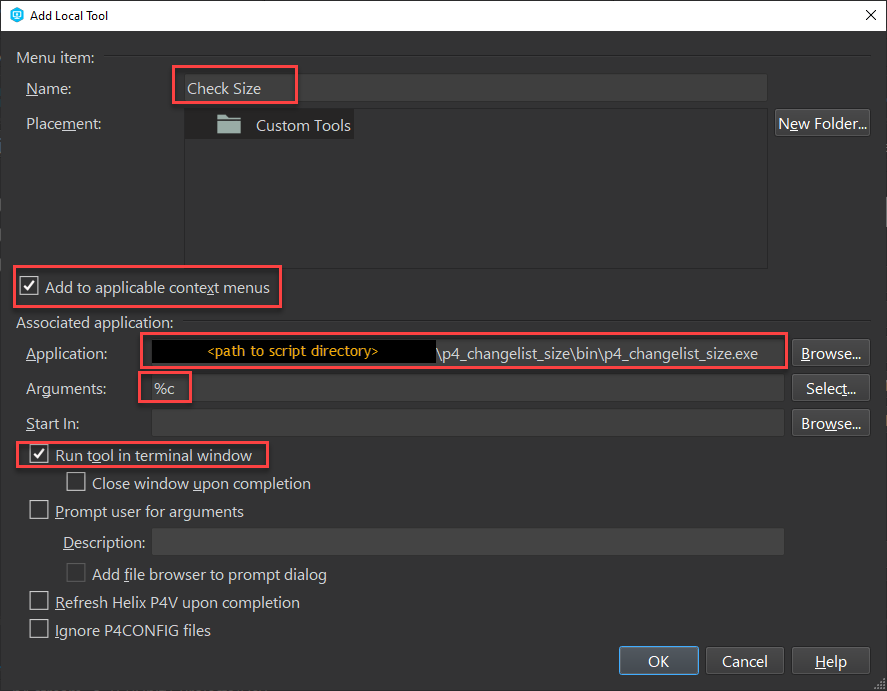 Add Local Tool
Menu item:
Name: Check Size
Placement: Custom Tools New Folder...
Add to applicable context menus
Associated application:
Application: <path to script directory> \p4_changelist_size\bin\p4_changelist_size.exe Browse...
Arguments: %c Select...
Start In: Browse...
Run tool in terminal window
Close window upon completion
Prompt user for arguments
Description:
Add file browser to prompt dialog
Refresh Helix P4V upon completion
Ignore P4CONFIG files
OK Cancel Help